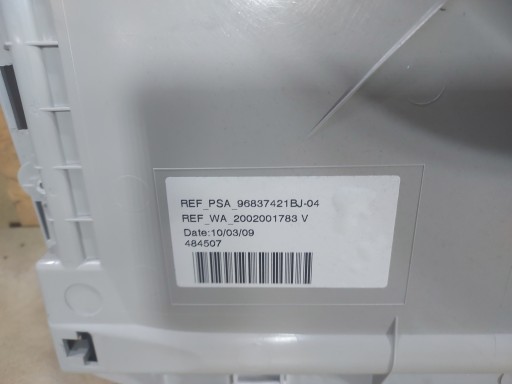 REF_PSA_96837421BJ-04
REF_WA_2002001783 V
Date:10/03/09
484507